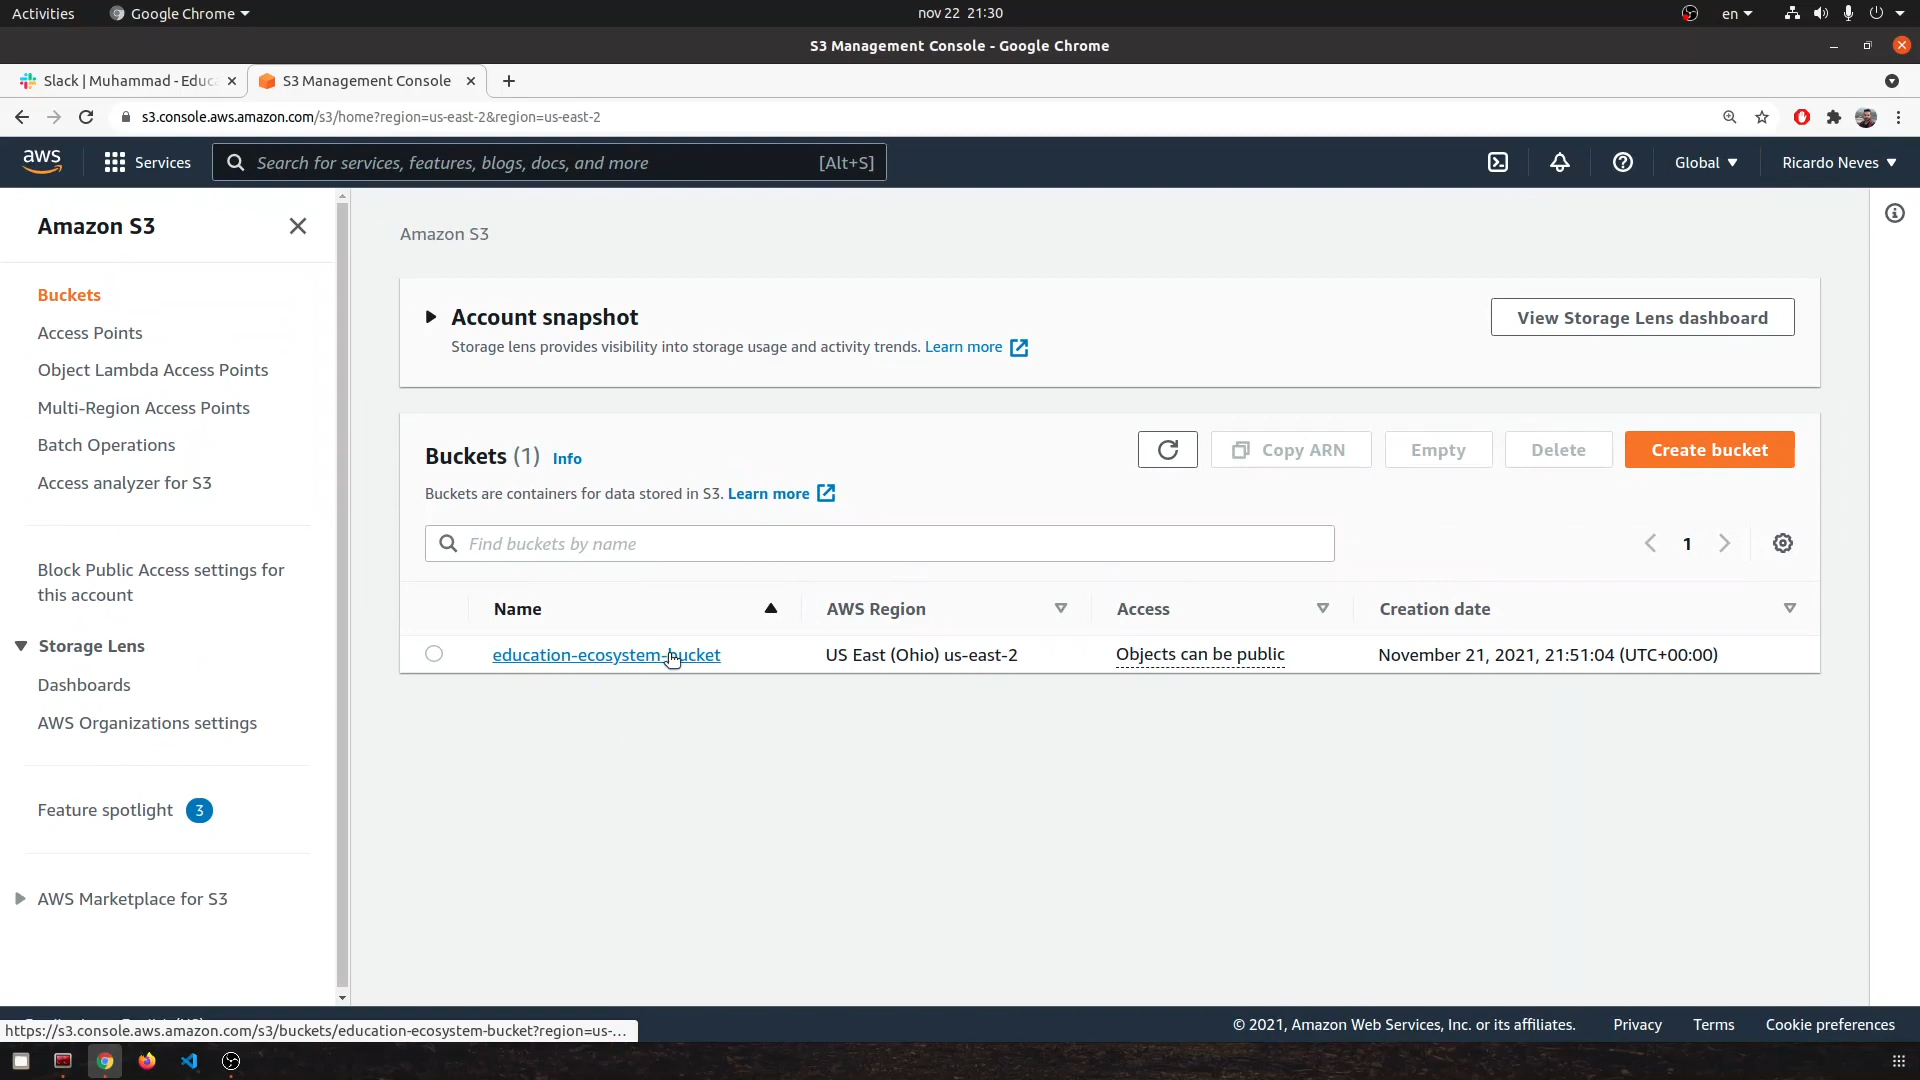 Activities
Google Chrome
nov 22 21:30
en
S3 Management Console - Google Chrome
Slack | Muhammad - Educ
S3 Management Console
s3.console.aws.amazon.com/s3/home?region=us-east-2&region=us-east-2
aws
Services
Search for services, features, blogs, docs, and more
[Alt+S]
Global
Ricardo Neves
Amazon S3
Buckets
Access Points
Object Lambda Access Points
Multi-Region Access Points
Batch Operations
Access analyzer for S3
Block Public Access settings for
this account
Storage Lens
Dashboards
AWS Organizations settings
Feature spotlight 3
AWS Marketplace for S3
Amazon S3
Account snapshot
Storage lens provides visibility into storage usage and activity trends. Learn more
View Storage Lens dashboard
Buckets (1) Info
Copy ARN
Empty
Delete
Create bucket
Buckets are containers for data stored in S3. Learn more
Find buckets by name
1
Name
AWS Region
Access
Creation date
education-ecosystem-bucket
US East (Ohio) us-east-2
Objects can be public
November 21, 2021, 21:51:04 (UTC+00:00)
https://s3.console.aws.amazon.com/s3/buckets/education-ecosystem-bucket?region=us-...
© 2021, Amazon Web Services, Inc. or its affiliates.
Privacy
Terms
Cookie preferences